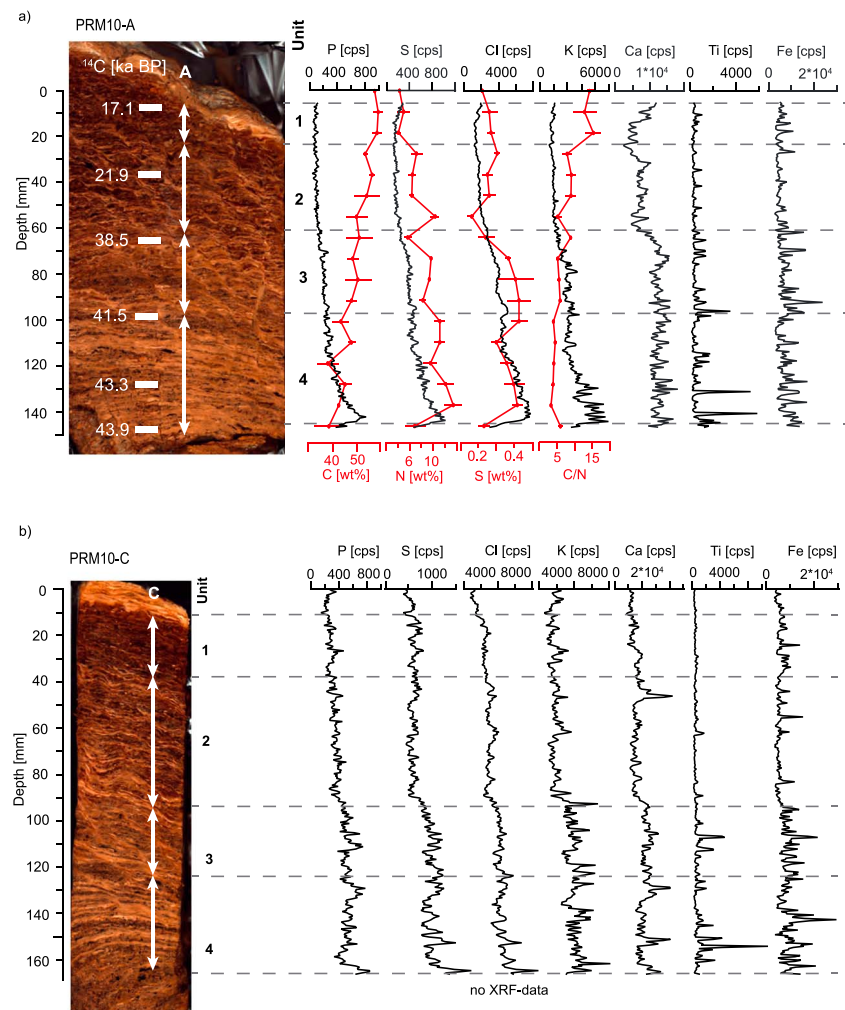 a)
PRM10-A
Unit
P [cps] S [cps] Cl [cps] K [cps] Ca [cps] Ti [cps] Fe [cps]
¹⁴C [ka BP] A
0 400 800 400 800 0 4000 0 6000 1*10⁴ 0 4000 0 2*10⁴
0
17.1
1
20
21.9
40
2
60
38.5
Depth [mm]
80
3
100
41.5
120
43.3
4
140
43.9
40 50 6 10 0.2 0.4 5 15
C [wt%] N [wt%] S [wt%] C/N
b)
PRM10-C
Unit
P [cps] S [cps] Cl [cps] K [cps] Ca [cps] Ti [cps] Fe [cps]
0 400 800 0 1000 4000 8000 4000 8000 0 2*10⁴ 0 4000 0 2*10⁴
C
0
20
1
40
60
2
Depth [mm]
80
100
3
120
140
4
160
no XRF-data